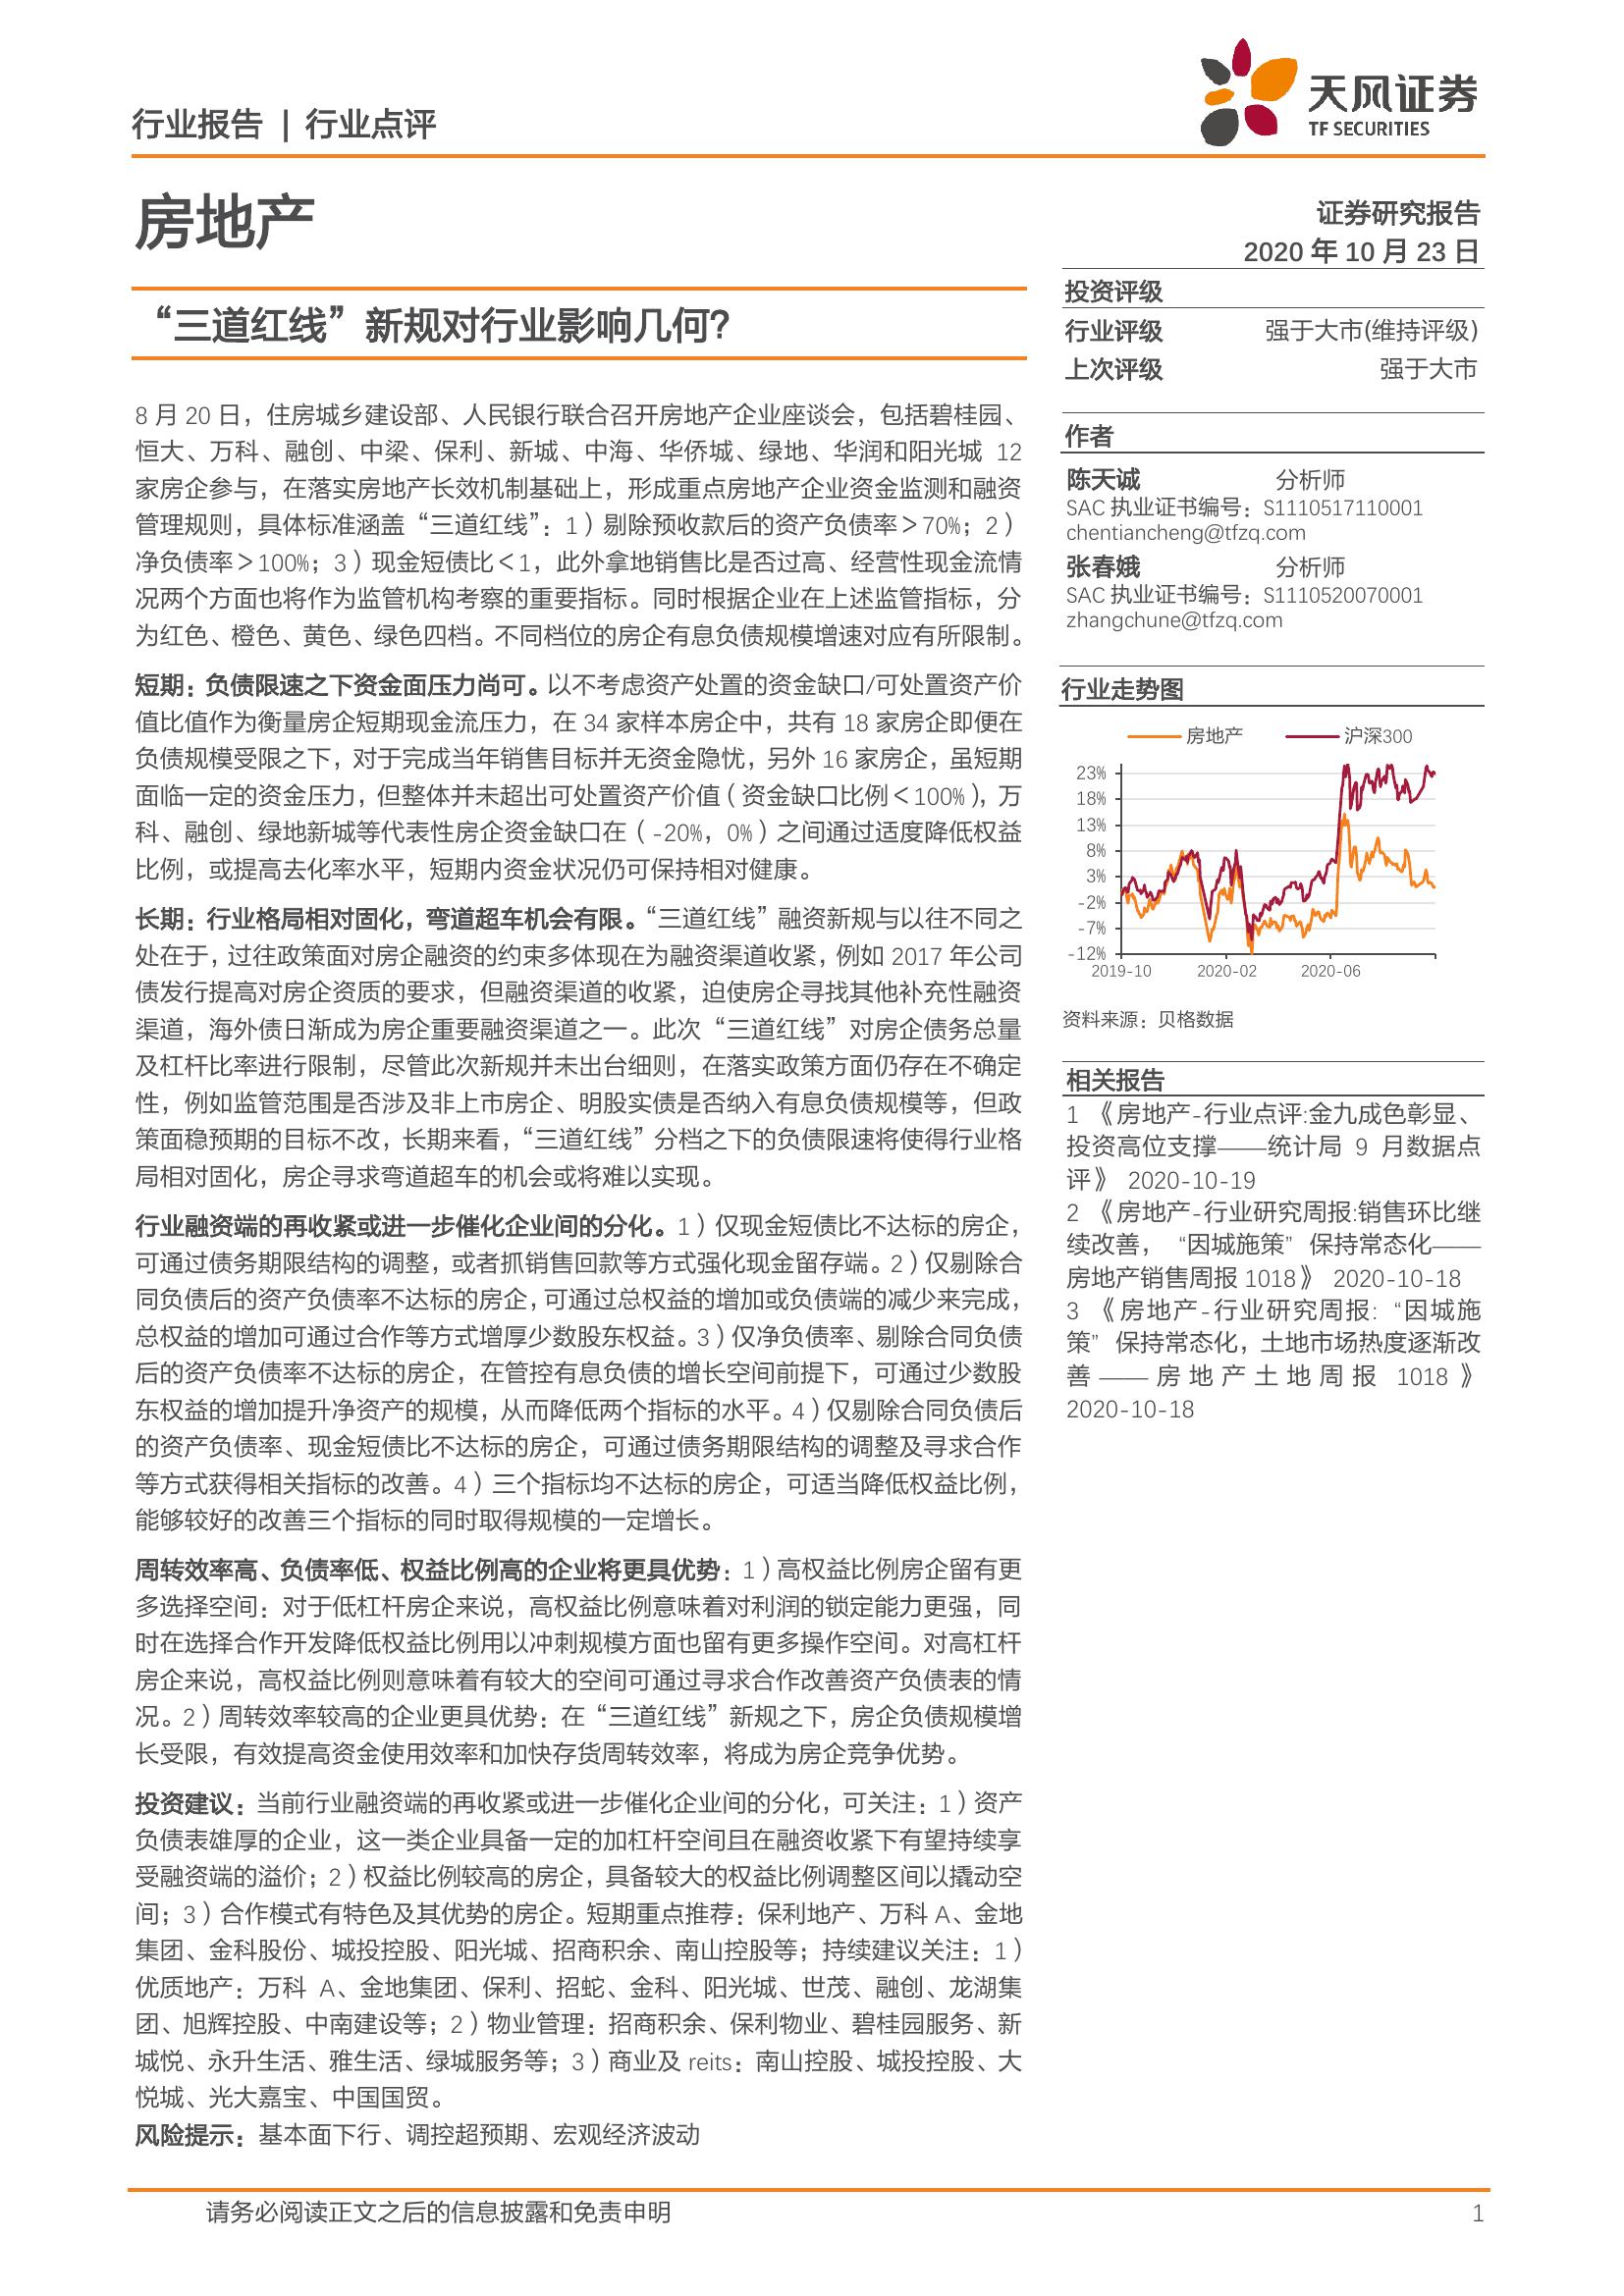 行业报告 | 行业点评
天风证券
TF SECURITIES
房地产
证券研究报告
2020 年 10 月 23 日
“三道红线”新规对行业影响几何？
8 月 20 日，住房城乡建设部、人民银行联合召开房地产企业座谈会，包括碧桂园、
恒大、万科、融创、中梁、保利、新城、中海、华侨城、绿地、华润和阳光城 12
家房企参与，在落实房地产长效机制基础上，形成重点房地产企业资金监测和融资
管理规则，具体标准涵盖“三道红线”：1）剔除预收款后的资产负债率＞70%；2）
净负债率＞100%；3）现金短债比＜1，此外拿地销售比是否过高、经营性现金流情
况两个方面也将作为监管机构考察的重要指标。同时根据企业在上述监管指标，分
为红色、橙色、黄色、绿色四档。不同档位的房企有息负债规模增速对应有所限制。
短期：负债限速之下资金面压力尚可。以不考虑资产处置的资金缺口/可处置资产价
值比值作为衡量房企短期现金流压力，在 34 家样本房企中，共有 18 家房企即便在
负债规模受限之下，对于完成当年销售目标并无资金隐忧，另外 16 家房企，虽短期
面临一定的资金压力，但整体并未超出可处置资产价值（资金缺口比例＜100%），万
科、融创、绿地新城等代表性房企资金缺口在（-20%，0%）之间通过适度降低权益
比例，或提高去化率水平，短期内资金状况仍可保持相对健康。
长期：行业格局相对固化，弯道超车机会有限。“三道红线”融资新规与以往不同之
处在于，过往政策面对房企融资的约束多体现在为融资渠道收紧，例如 2017 年公司
债发行提高对房企资质的要求，但融资渠道的收紧，迫使房企寻找其他补充性融资
渠道，海外债日渐成为房企重要融资渠道之一。此次“三道红线”对房企债务总量
及杠杆比率进行限制，尽管此次新规并未出台细则，在落实政策方面仍存在不确定
性，例如监管范围是否涉及非上市房企、明股实债是否纳入有息负债规模等，但政
策面稳预期的目标不改，长期来看，“三道红线”分档之下的负债限速将使得行业格
局相对固化，房企寻求弯道超车的机会或将难以实现。
行业融资端的再收紧或进一步催化企业间的分化。1）仅现金短债比不达标的房企，
可通过债务期限结构的调整，或者抓销售回款等方式强化现金留存端。2）仅剔除合
同负债后的资产负债率不达标的房企，可通过总权益的增加或负债端的减少来完成，
总权益的增加可通过合作等方式增厚少数股东权益。3）仅净负债率、剔除合同负债
后的资产负债率不达标的房企，在管控有息负债的增长空间前提下，可通过少数股
东权益的增加提升净资产的规模，从而降低两个指标的水平。4）仅剔除合同负债后
的资产负债率、现金短债比不达标的房企，可通过债务期限结构的调整及寻求合作
等方式获得相关指标的改善。4）三个指标均不达标的房企，可适当降低权益比例，
能够较好的改善三个指标的同时取得规模的一定增长。
周转效率高、负债率低、权益比例高的企业将更具优势：1）高权益比例房企留有更
多选择空间：对于低杠杆房企来说，高权益比例意味着对利润的锁定能力更强，同
时在选择合作开发降低权益比例用以冲刺规模方面也留有更多操作空间。对高杠杆
房企来说，高权益比例则意味着有较大的空间可通过寻求合作改善资产负债表的情
况。2）周转效率较高的企业更具优势：在“三道红线”新规之下，房企负债规模增
长受限，有效提高资金使用效率和加快存货周转效率，将成为房企竞争优势。
投资建议：当前行业融资端的再收紧或进一步催化企业间的分化，可关注：1）资产
负债表雄厚的企业，这一类企业具备一定的加杠杆空间且在融资收紧下有望持续享
受融资端的溢价；2）权益比例较高的房企，具备较大的权益比例调整区间以撬动空
间；3）合作模式有特色及其优势的房企。短期重点推荐：保利地产、万科 A、金地
集团、金科股份、城投控股、阳光城、招商积余、南山控股等；持续建议关注：1）
优质地产：万科 A、金地集团、保利、招蛇、金科、阳光城、世茂、融创、龙湖集
团、旭辉控股、中南建设等；2）物业管理：招商积余、保利物业、碧桂园服务、新
城悦、永升生活、雅生活、绿城服务等；3）商业及 reits：南山控股、城投控股、大
悦城、光大嘉宝、中国国贸。
风险提示：基本面下行、调控超预期、宏观经济波动
投资评级
行业评级 强于大市(维持评级)
上次评级 强于大市
作者
陈天诚 分析师
SAC 执业证书编号：S1110517110001
chentiancheng@tfzq.com
张春娥 分析师
SAC 执业证书编号：S1110520070001
zhangchune@tfzq.com
行业走势图
房地产 沪深300
23%
18%
13%
8%
3%
-2%
-7%
-12%
2019-10 2020-02 2020-06
资料来源：贝格数据
相关报告
1 《房地产-行业点评:金九成色彰显、
投资高位支撑——统计局 9 月数据点
评》 2020-10-19
2 《房地产-行业研究周报:销售环比继
续改善， “因城施策” 保持常态化——
房地产销售周报 1018》 2020-10-18
3 《房地产-行业研究周报: “因城施
策” 保持常态化，土地市场热度逐渐改
善——房地产土地周报 1018》
2020-10-18
请务必阅读正文之后的信息披露和免责申明 1